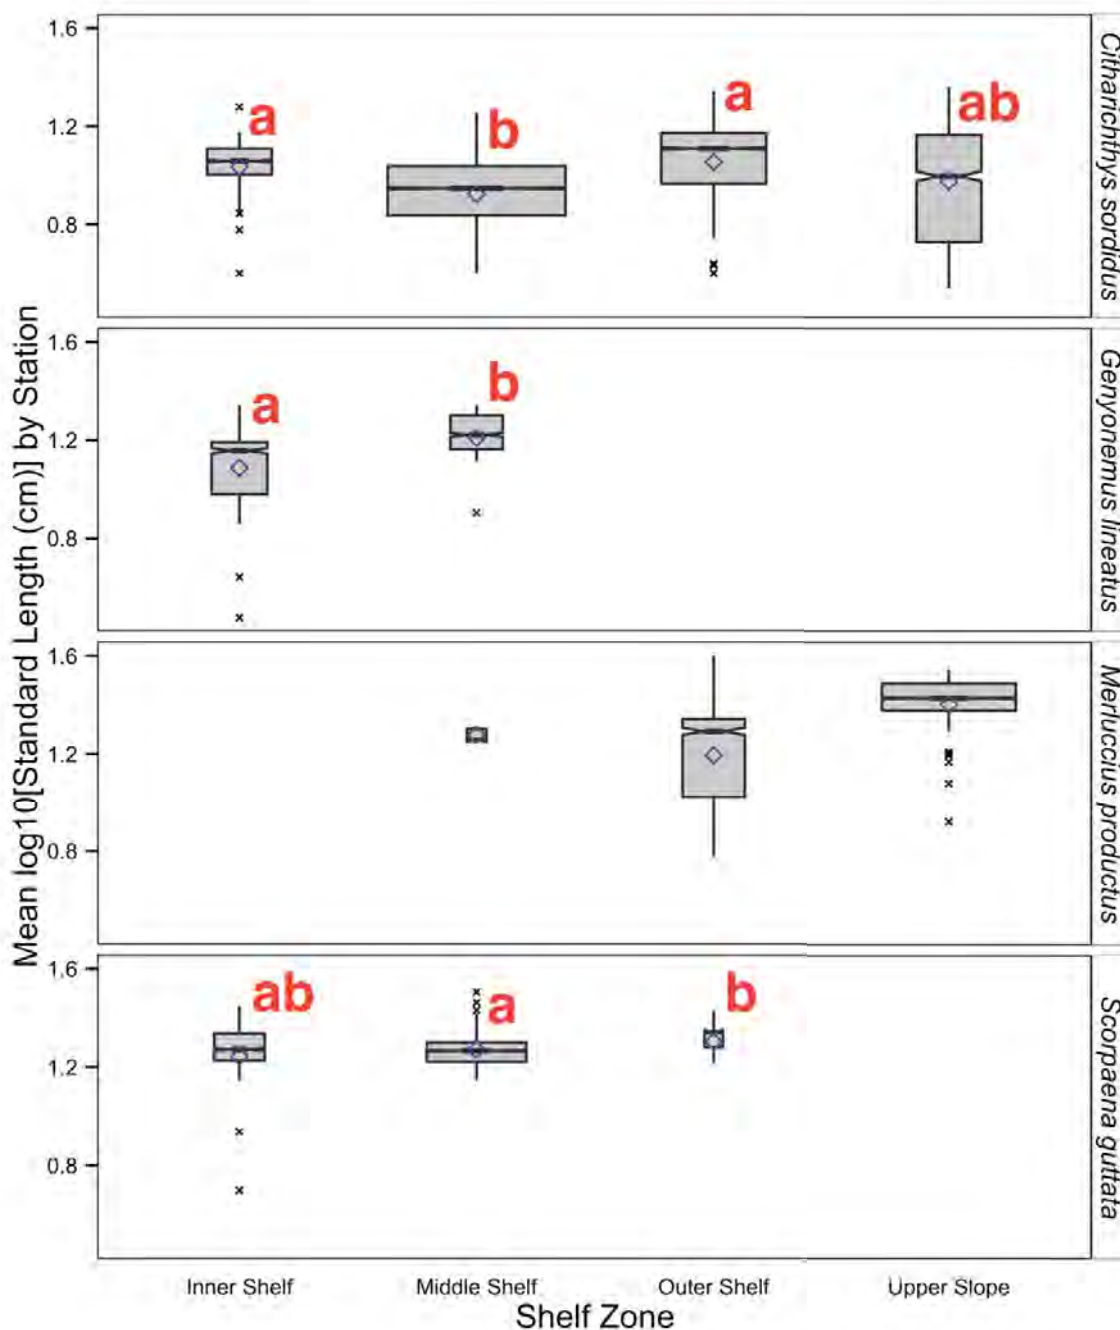 Mean log10[Standard Length (cm)] by Station
1.6
1.2
0.8
a
b
a
ab
Citharichthys sordidus
1.6
1.2
0.8
a
b
Genyonemus lineatus
1.6
1.2
0.8
Merluccius productus
1.6
1.2
0.8
ab
a
b
Scorpaena guttata
Inner Shelf
Middle Shelf
Outer Shelf
Upper Slope
Shelf Zone